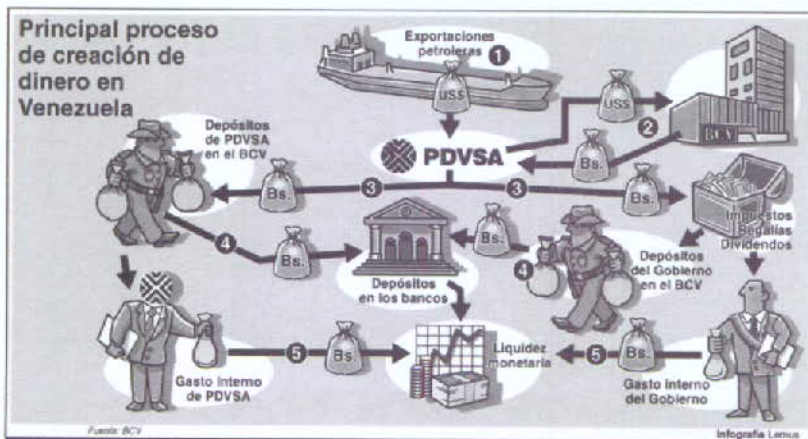 Principal proceso
de creación de
dinero en
Venezuela
Exportaciones
petroleras 1
US$
US$
2
BCV
Depósitos
de PDVSA
en el BCV
PDVSA
Bs.
Bs.
3
3
Bs.
Impuestos
Regalías
Dividendos
4
Bs.
Bs.
4
Depósitos
en los bancos
Depósitos
del Gobierno
en el BCV
5
Bs.
Liquidez
monetaria
5
Bs.
Gasto Interno
de PDVSA
Gasto Interno
del Gobierno
Fuente: BCV
Infografía Lemus